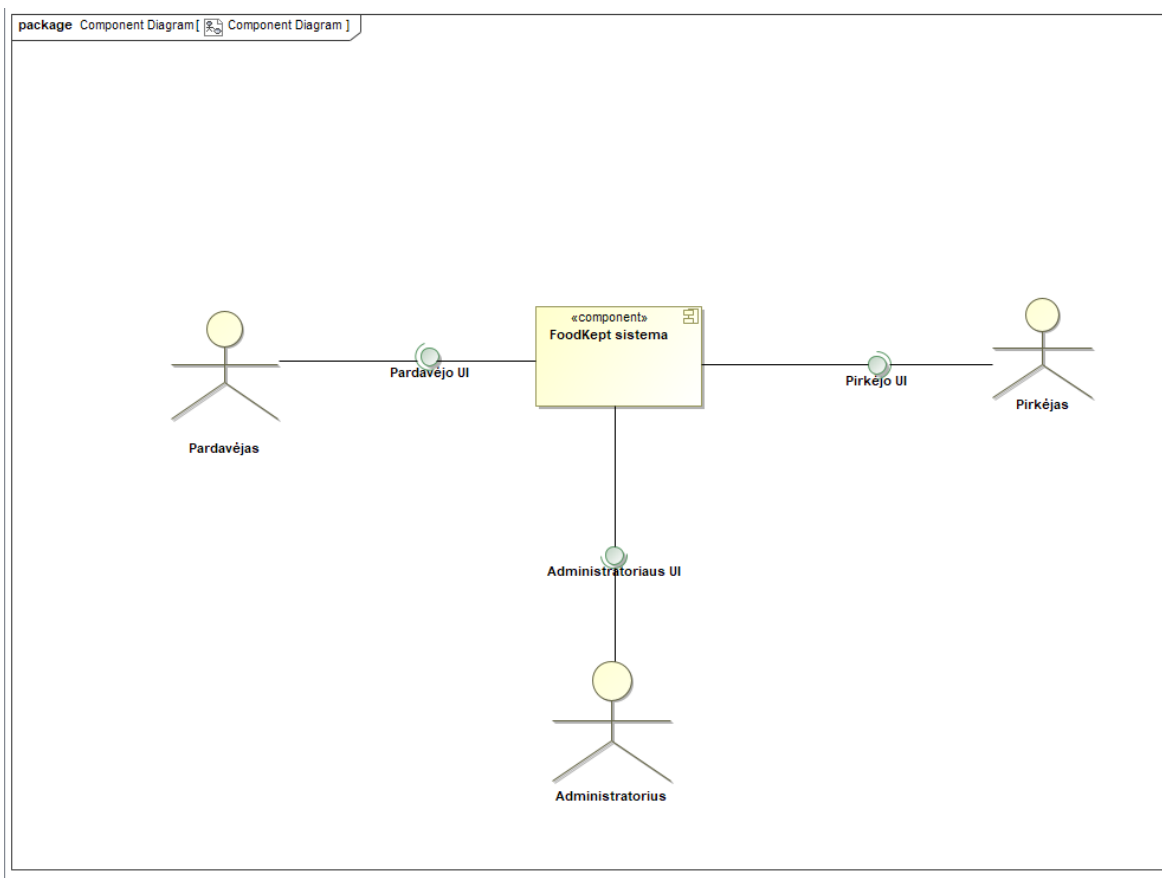 package Component Diagram [ Component Diagram ]
«component»
FoodKept sistema
Pardavėjo UI
Pirkėjo UI
Pirkėjas
Pardavėjas
Administratoriaus UI
Administratorius